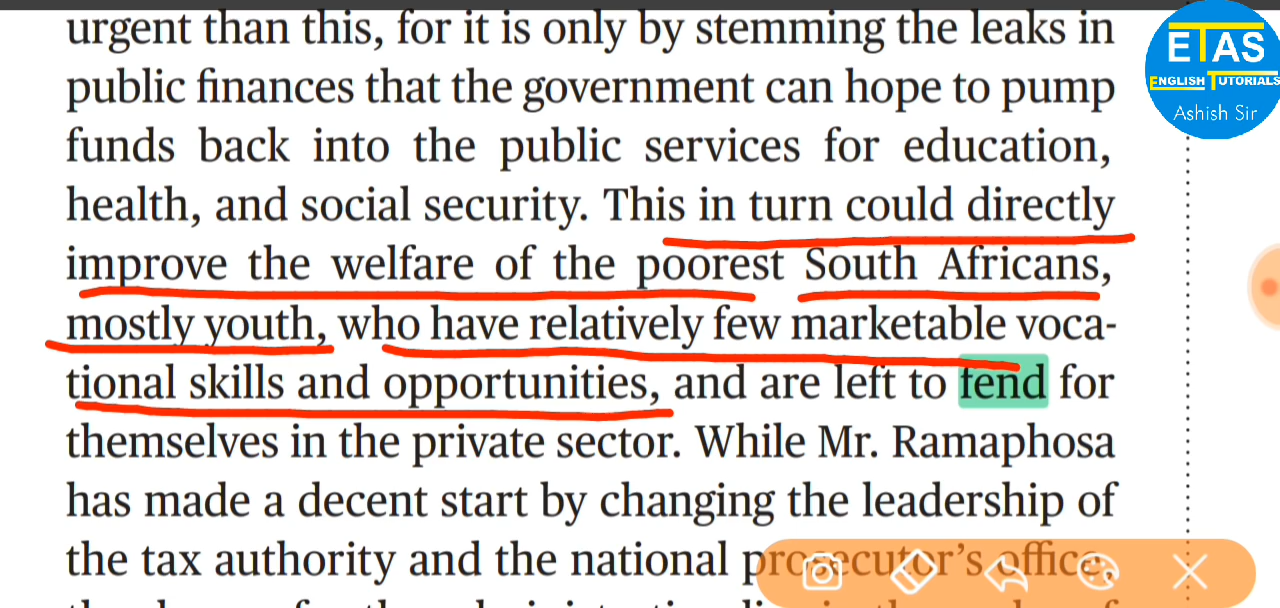 urgent than this, for it is only by stemming the leaks in
public finances that the government can hope to pump
funds back into the public services for education,
health, and social security. This in turn could directly
improve the welfare of the poorest South Africans,
mostly youth, who have relatively few marketable voca-
tional skills and opportunities, and are left to fend for
themselves in the private sector. While Mr. Ramaphosa
has made a decent start by changing the leadership of
the tax authority and the national prosecutor's office,
ETAS
ENGLISH TUTORIALS
Ashish Sir